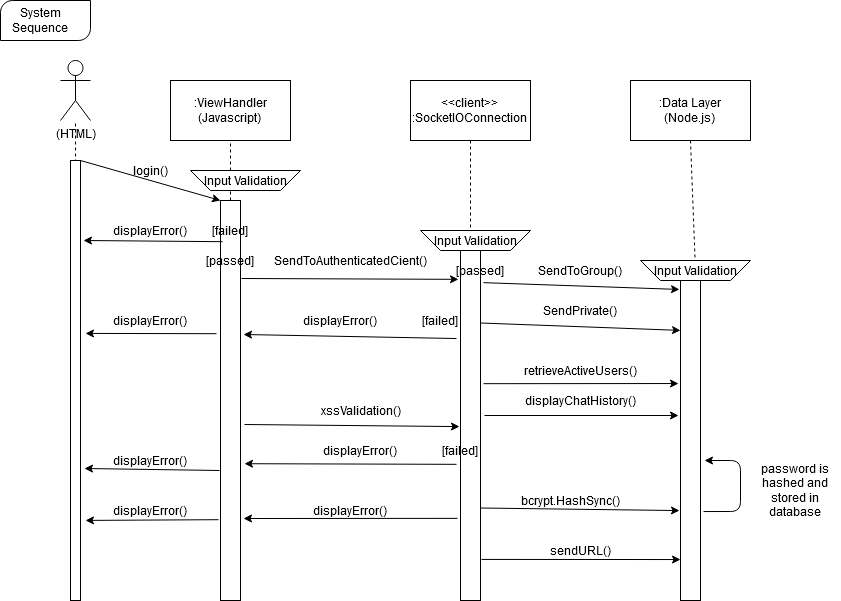 System
Sequence
(HTML)
:ViewHandler
(Javascript)
<<client>>
:SocketIOConnection
:Data Layer
(Node.js)
login()
Input Validation
displayError()
[failed]
Input Validation
[passed]
SendToAuthenticatedCient()
[passed]
SendToGroup()
Input Validation
SendPrivate()
displayError()
displayError()
[failed]
retrieveActiveUsers()
displayChatHistory()
xssValidation()
displayError()
displayError()
[failed]
password is
hashed and
stored in
database
bcrypt.HashSync()
displayError()
displayError()
sendURL()